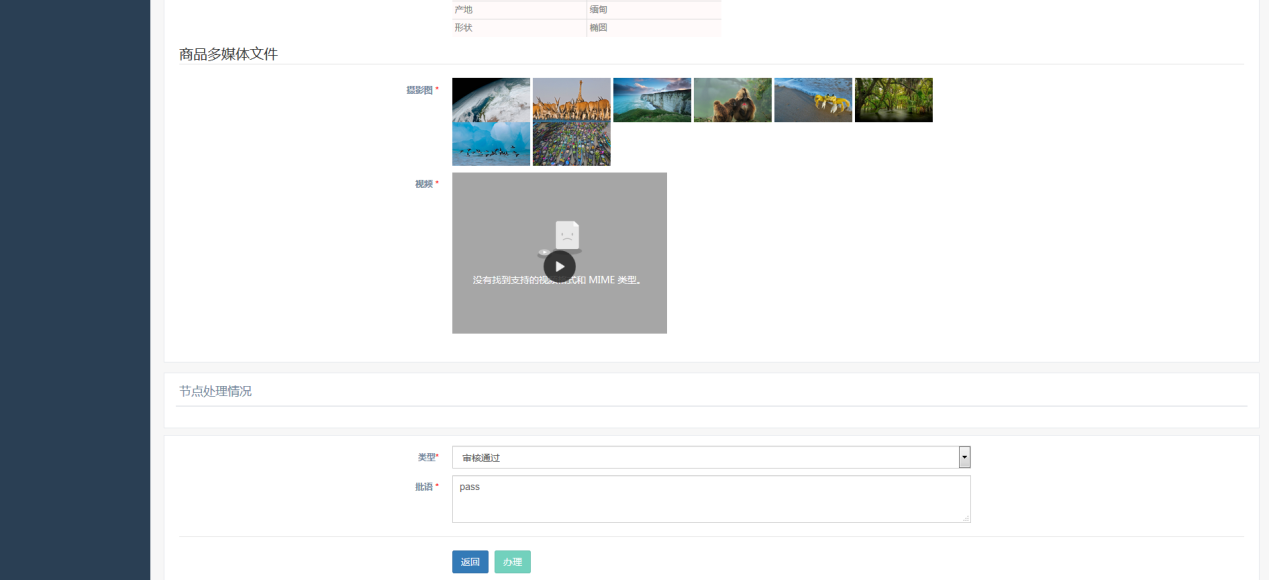 产地 缅甸
形状 椭圆
商品多媒体文件
摄影图 *
视频 *
没有找到支持的视频格式和 MIME 类型。
节点处理情况
类型*
审核通过
批语 *
pass
返回 办理